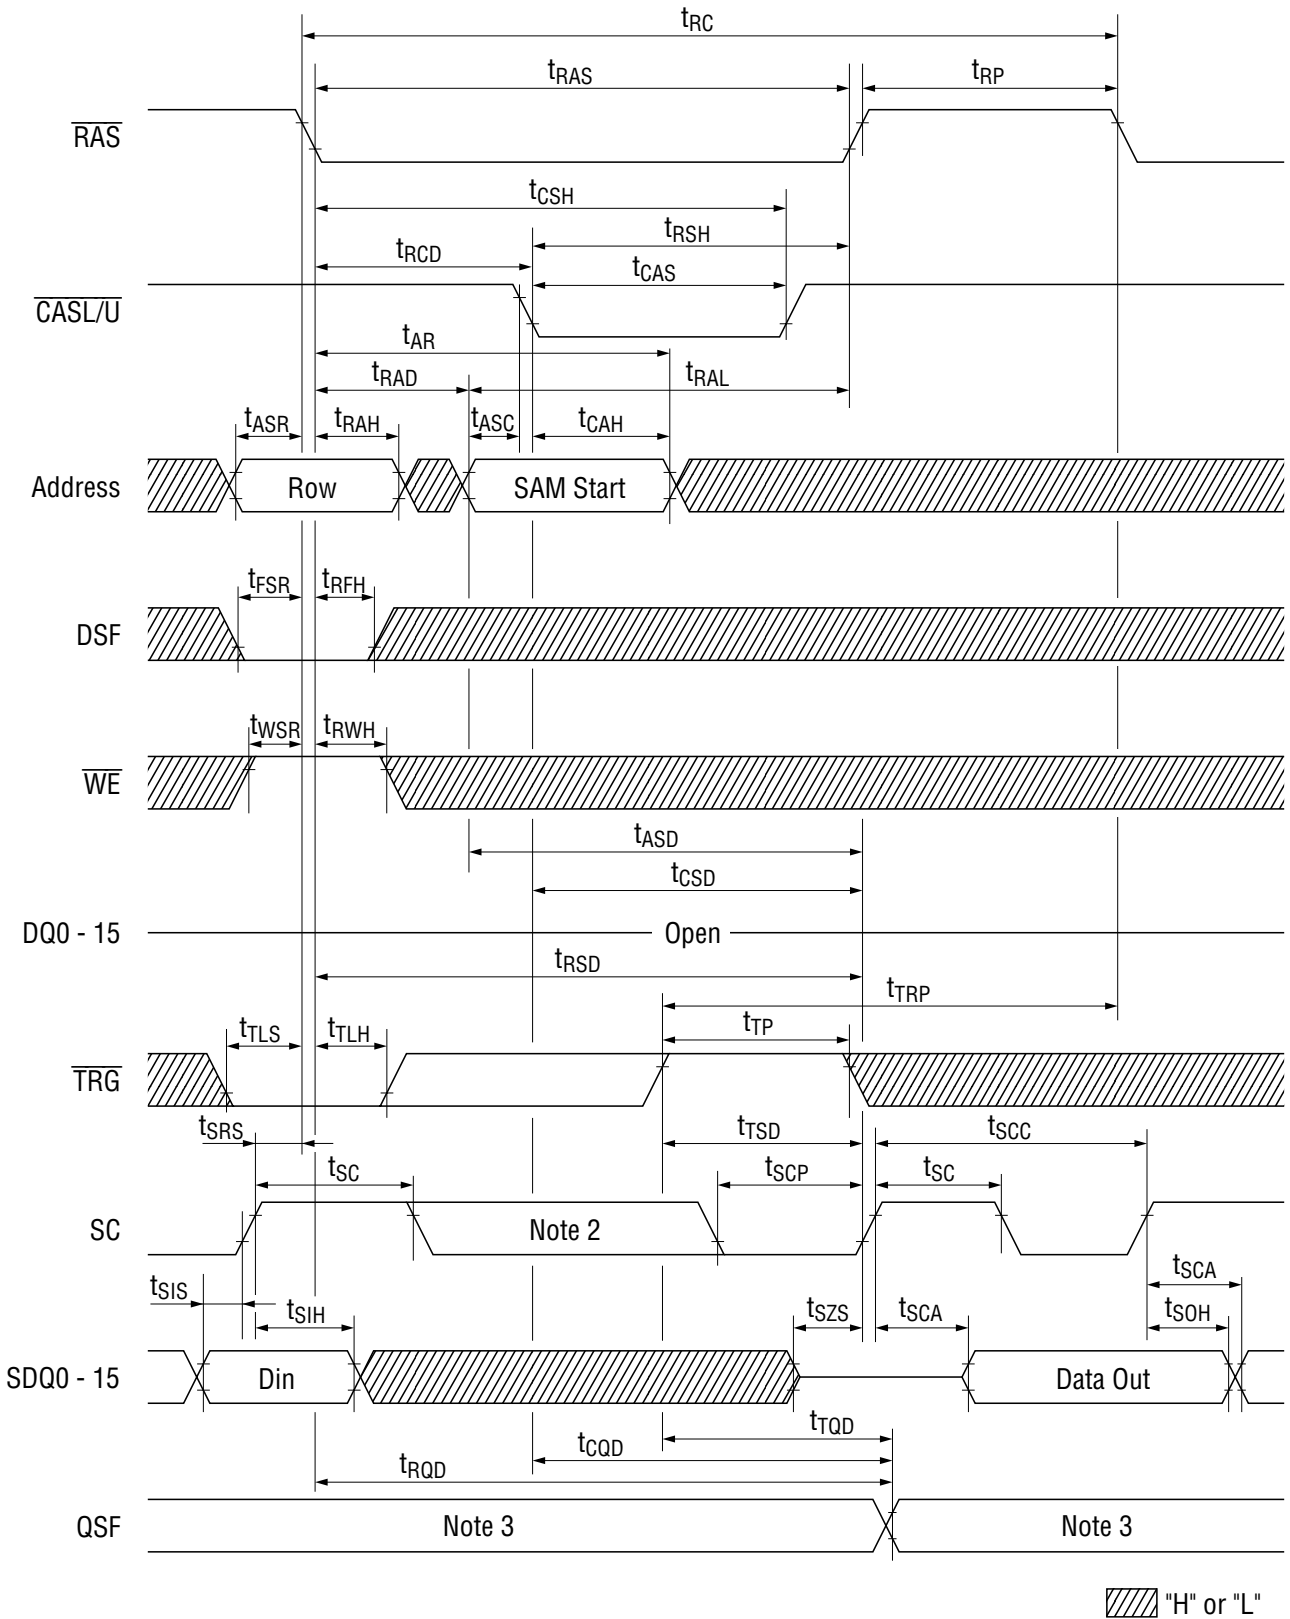 tRC
tRAS tRP
RAS
tCSH
tRSH
tRCD
tCAS
CASL/U
tAR
tRAD tRAL
tASR tRAH tASC tCAH
Address Row SAM Start
tFSR tRFH
DSF
tWSR tRWH
WE
tASD
tCSD
DQ0 - 15 Open
tRSD
tTRP
tTLS tTLH tTP
TRG
tSRS tTSD tSCC
tSC tSCP tSC
SC Note 2
tSIS tSCA
tSIH tSZS tSCA tSOH
SDQ0 - 15 Din Data Out
tTQD
tCQD
tRQD
QSF Note 3 Note 3
"H" or "L"